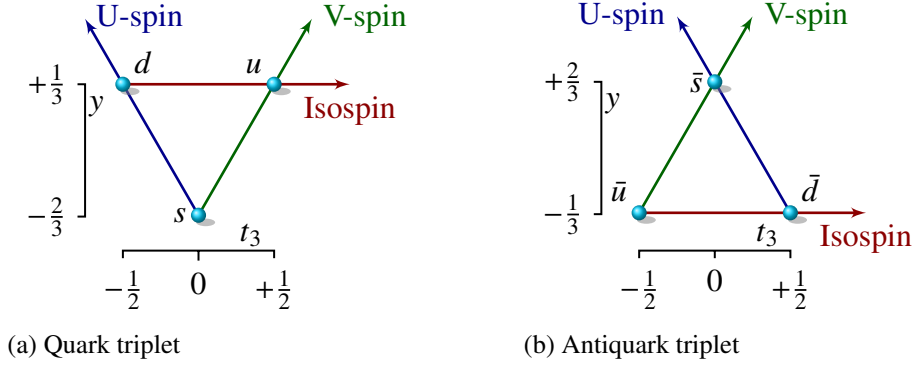 U-spin V-spin U-spin V-spin
d u
+1/3 +2/3 s̄
y y
Isospin
ū d̄
−2/3 s −1/3
t₃ t₃ Isospin
−1/2 0 +1/2 −1/2 0 +1/2
(a) Quark triplet (b) Antiquark triplet